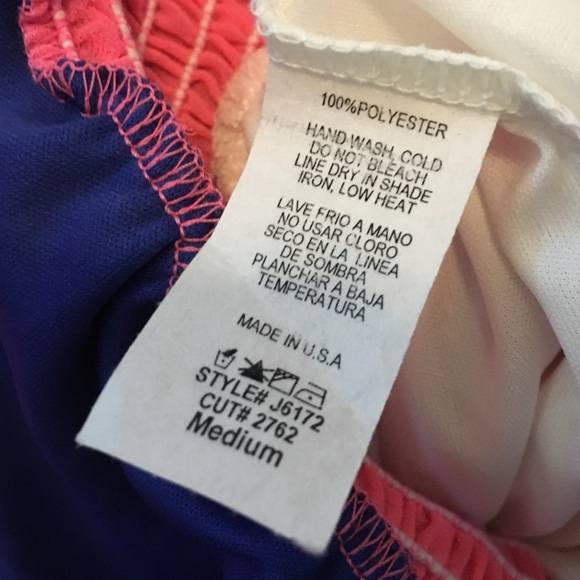 100%POLYESTER
HAND WASH, COLD
DO NOT BLEACH
LINE DRY IN SHADE
IRON, LOW HEAT
LAVE FRIO A MANO
NO USAR CLORO
SECO EN LA LINEA
DE SOMBRA
PLANCHAR A BAJA
TEMPERATURA
MADE IN U.S.A
STYLE# J6172
CUT# 2762
Medium